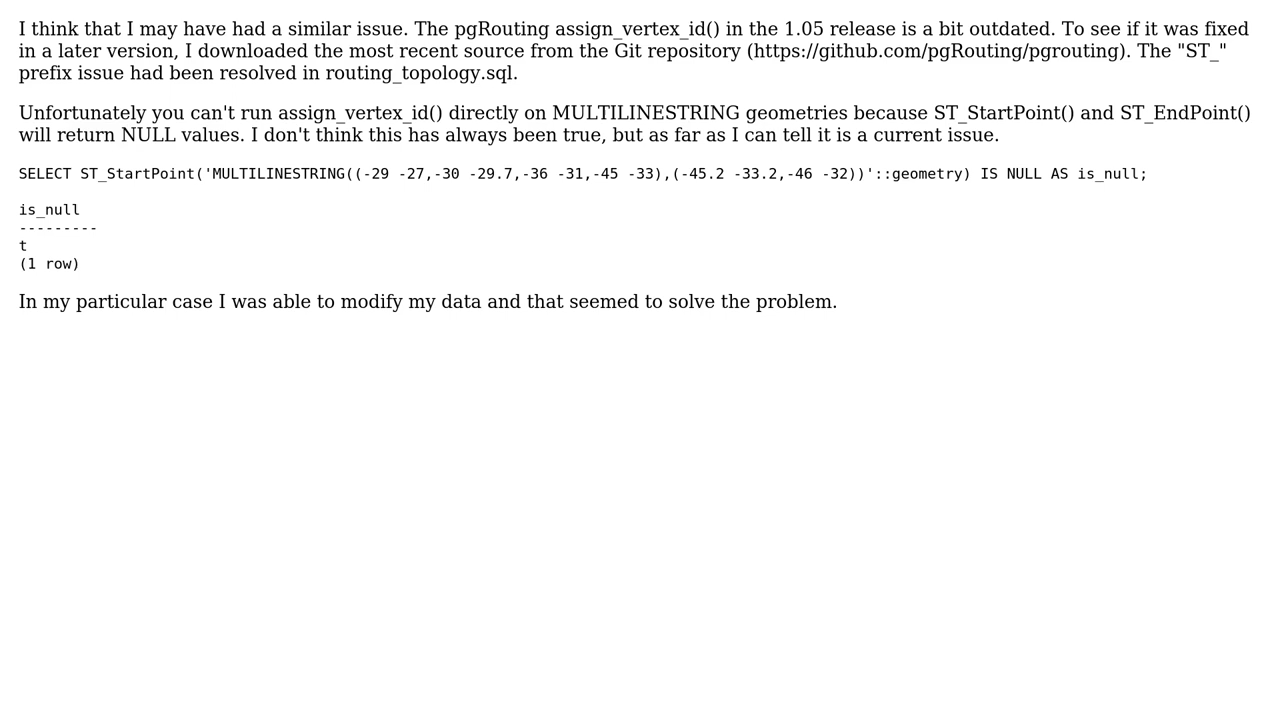 I think that I may have had a similar issue. The pgRouting assign_vertex_id() in the 1.05 release is a bit outdated. To see if it was fixed
in a later version, I downloaded the most recent source from the Git repository (https://github.com/pgRouting/pgrouting). The "ST_"
prefix issue had been resolved in routing_topology.sql.
Unfortunately you can't run assign_vertex_id() directly on MULTILINESTRING geometries because ST_StartPoint() and ST_EndPoint()
will return NULL values. I don't think this has always been true, but as far as I can tell it is a current issue.
SELECT ST_StartPoint('MULTILINESTRING((-29 -27,-30 -29.7,-36 -31,-45 -33),(-45.2 -33.2,-46 -32))'::geometry) IS NULL AS is_null;
is_null
---------
t
(1 row)
In my particular case I was able to modify my data and that seemed to solve the problem.